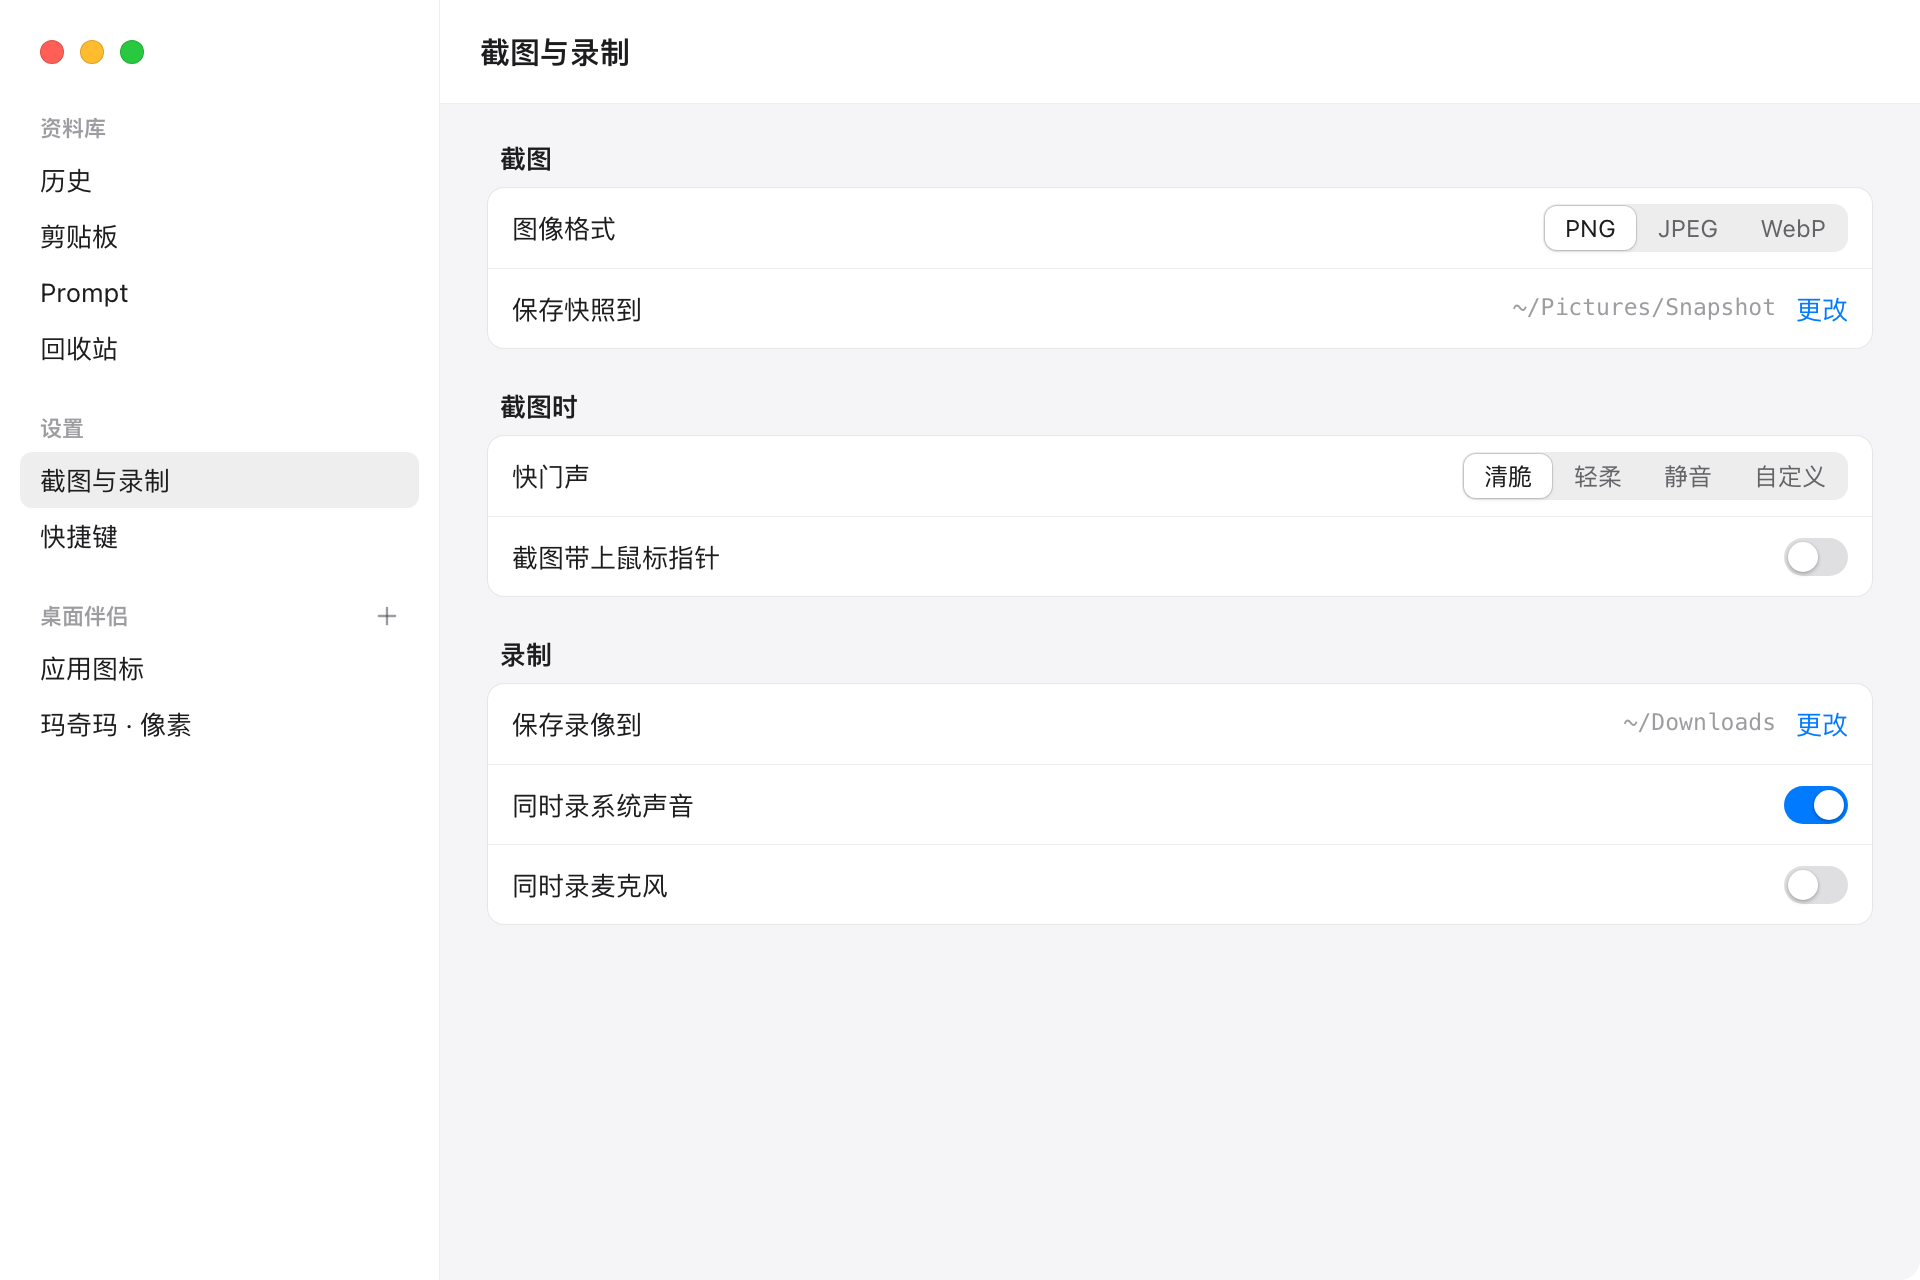 资料库
历史
剪贴板
Prompt
回收站
设置
截图与录制
快捷键
桌面伴侣
应用图标
玛奇玛 · 像素
截图与录制
截图
图像格式 PNG JPEG WebP
保存快照到 ~/Pictures/Snapshot 更改
截图时
快门声 清脆 轻柔 静音 自定义
截图带上鼠标指针
录制
保存录像到 ~/Downloads 更改
同时录系统声音
同时录麦克风